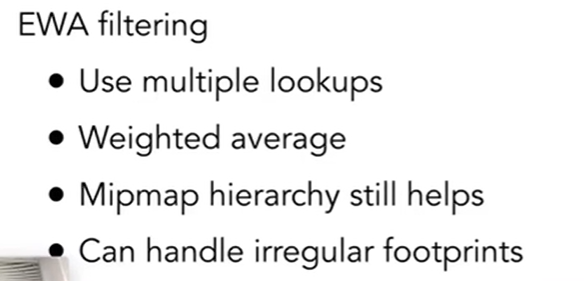 EWA filtering
• Use multiple lookups
• Weighted average
• Mipmap hierarchy still helps
• Can handle irregular footprints